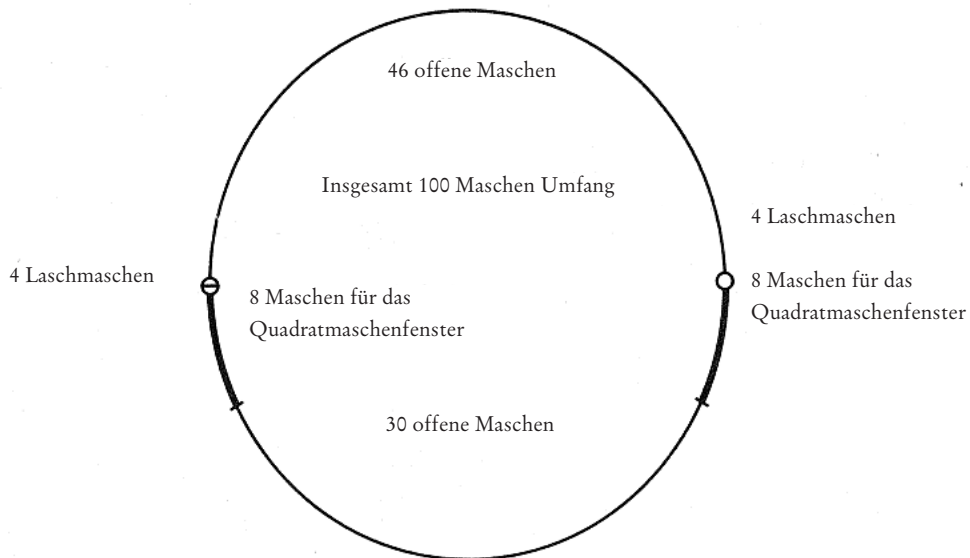 46 offene Maschen
Insgesamt 100 Maschen Umfang
4 Laschmaschen
4 Laschmaschen
8 Maschen für das
Quadratmaschenfenster
8 Maschen für das
Quadratmaschenfenster
30 offene Maschen